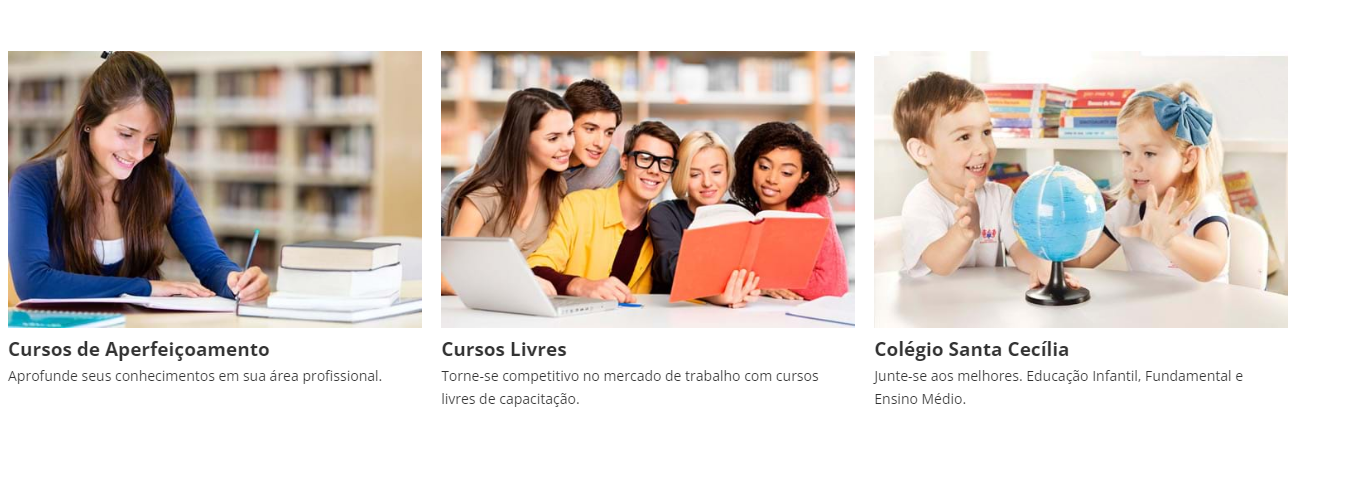 Cursos de Aperfeiçoamento
Aprofunde seus conhecimentos em sua área profissional.
Cursos Livres
Torne-se competitivo no mercado de trabalho com cursos
livres de capacitação.
Colégio Santa Cecília
Junte-se aos melhores. Educação Infantil, Fundamental e
Ensino Médio.